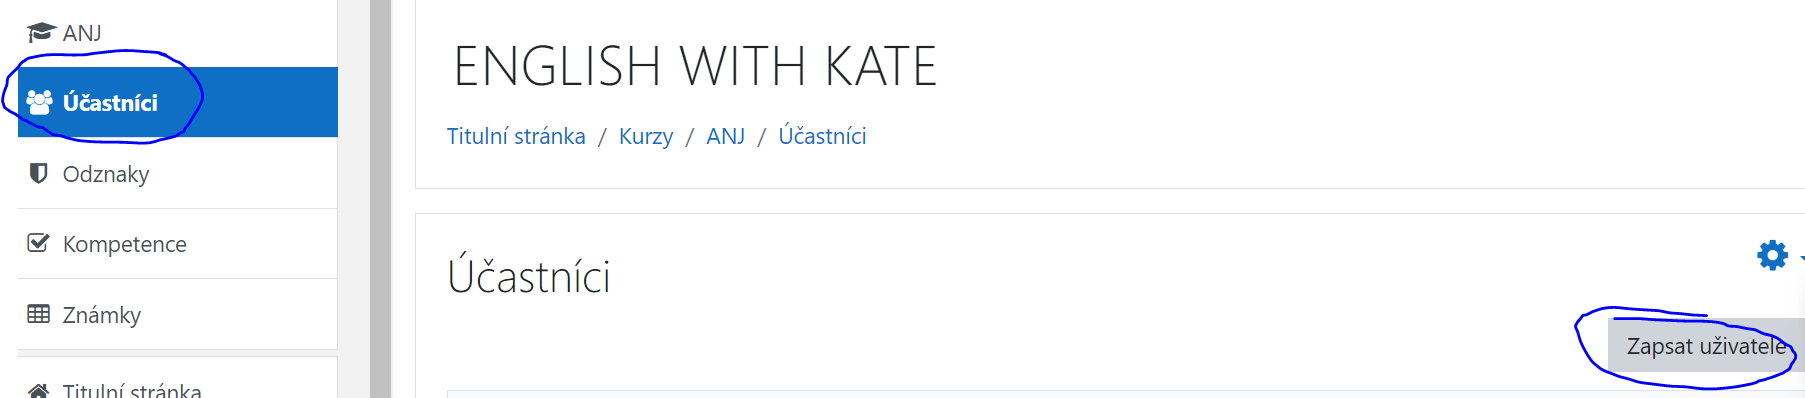 ANJ
Účastníci
Odznaky
Kompetence
Známky
Titulní stránka
ENGLISH WITH KATE
Titulní stránka / Kurzy / ANJ / Účastníci
Účastníci
Zapsat uživatele